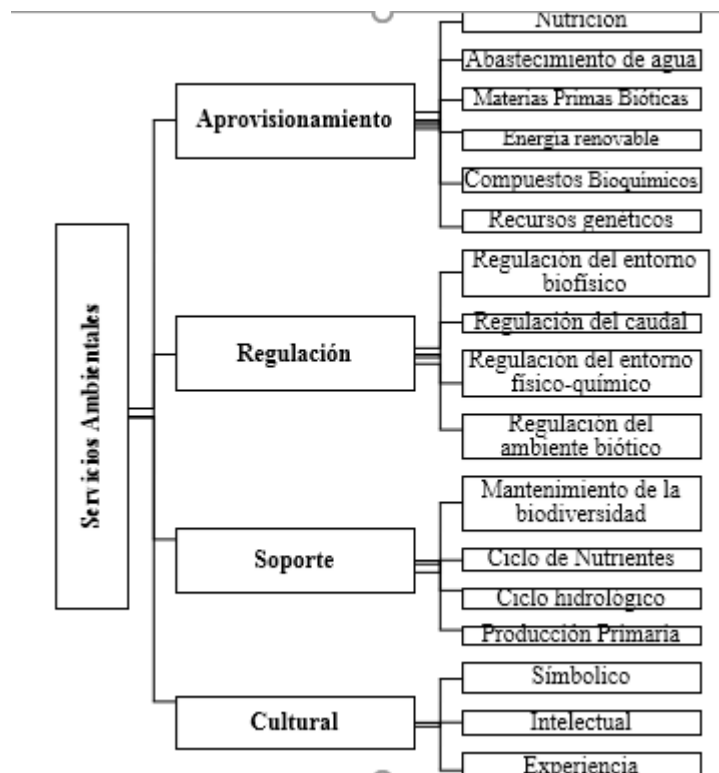 Servicios Ambientales
Aprovisionamiento
Nutrición
Abastecimiento de agua
Materias Primas Bióticas
Energía renovable
Compuestos Bioquímicos
Recursos genéticos
Regulación
Regulación del entorno
biofísico
Regulación del caudal
Regulación del entorno
físico-químico
Regulación del
ambiente biótico
Soporte
Mantenimiento de la
biodiversidad
Ciclo de Nutrientes
Ciclo hidrológico
Producción Primaria
Cultural
Símbolico
Intelectual
Experiencia